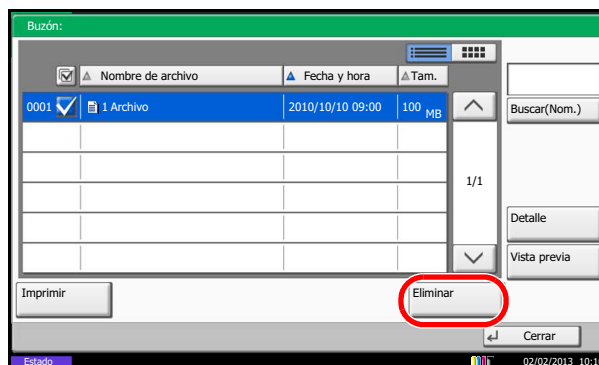 Buzón:
Nombre de archivo Fecha y hora Tam.
0001 1 Archivo 2010/10/10 09:00 100 MB
Buscar(Nom.)
1/1
Detalle
Vista previa
Imprimir Eliminar
Cerrar
Estado 02/02/2013